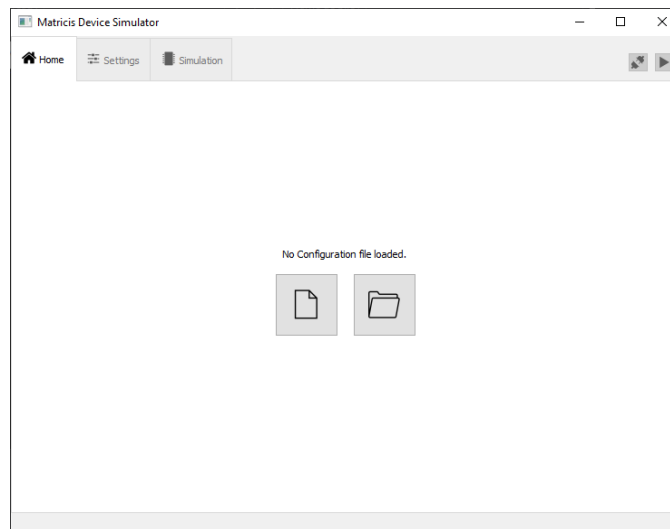 Matricis Device Simulator
Home
Settings
Simulation
No Configuration file loaded.